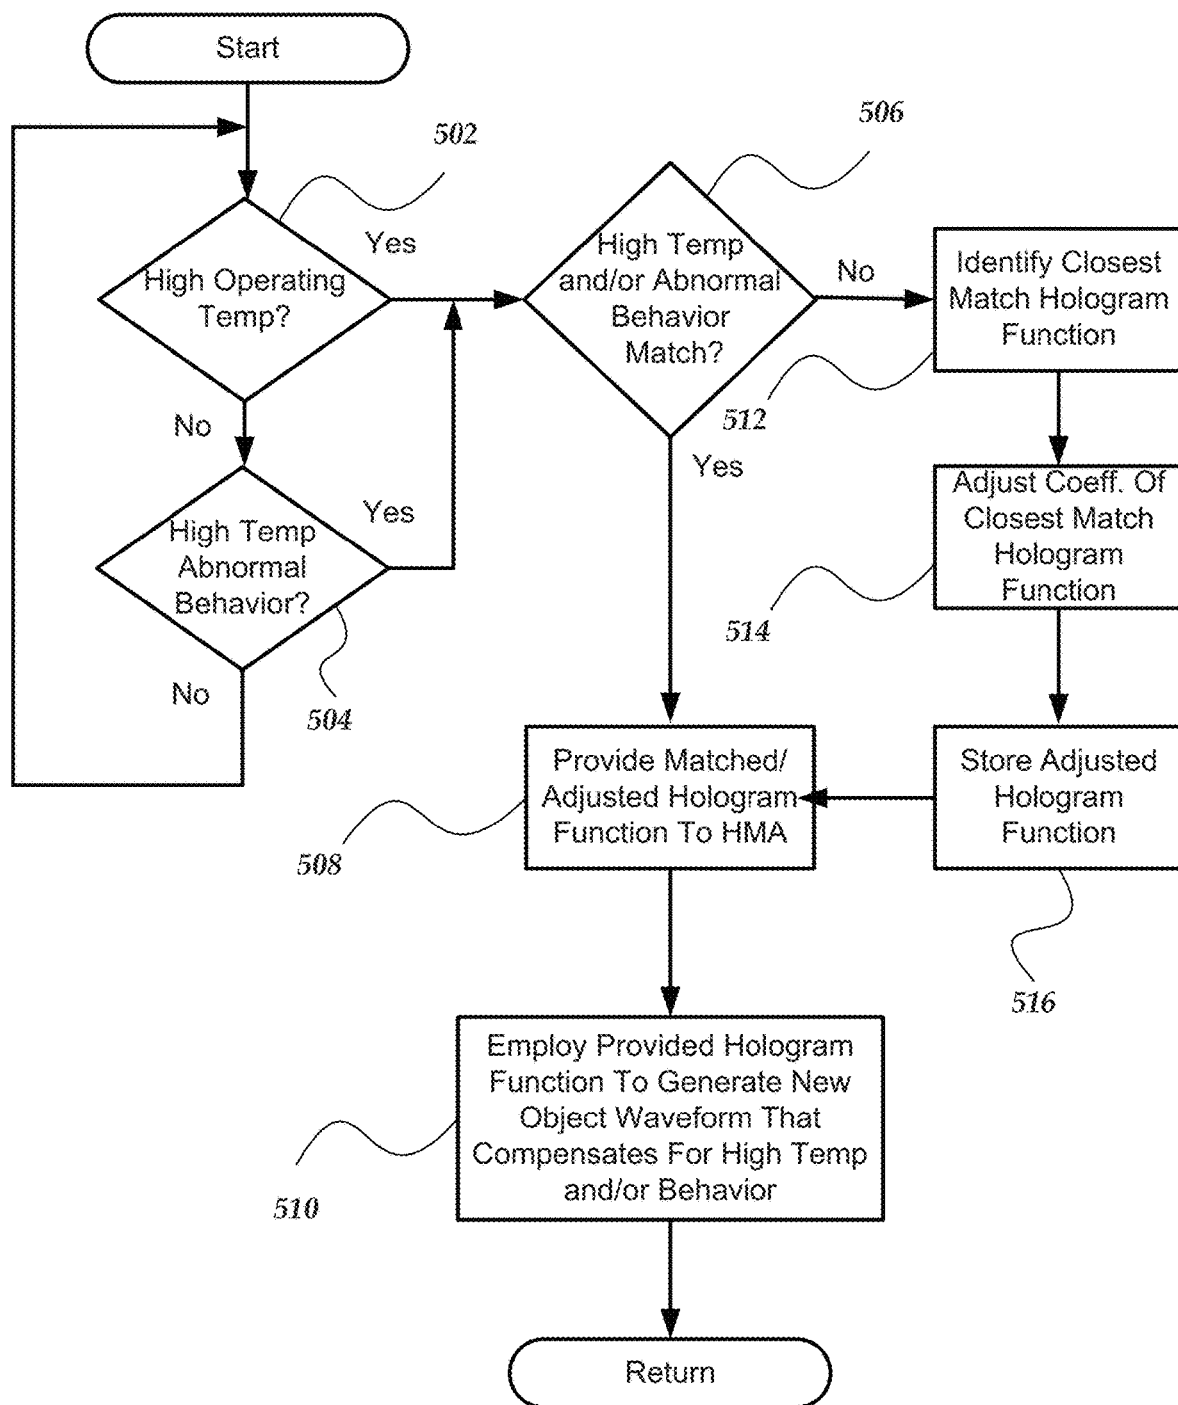 Start
502
High Operating
Temp?
Yes
No
High Temp
Abnormal
Behavior?
Yes
504
No
506
High Temp
and/or Abnormal
Behavior
Match?
No
Yes
Identify Closest
Match Hologram
Function
512
Adjust Coeff. Of
Closest Match
Hologram
Function
514
Store Adjusted
Hologram
Function
516
Provide Matched/
Adjusted Hologram
Function To HMA
508
Employ Provided Hologram
Function To Generate New
Object Waveform That
Compensates For High Temp
and/or Behavior
510
Return